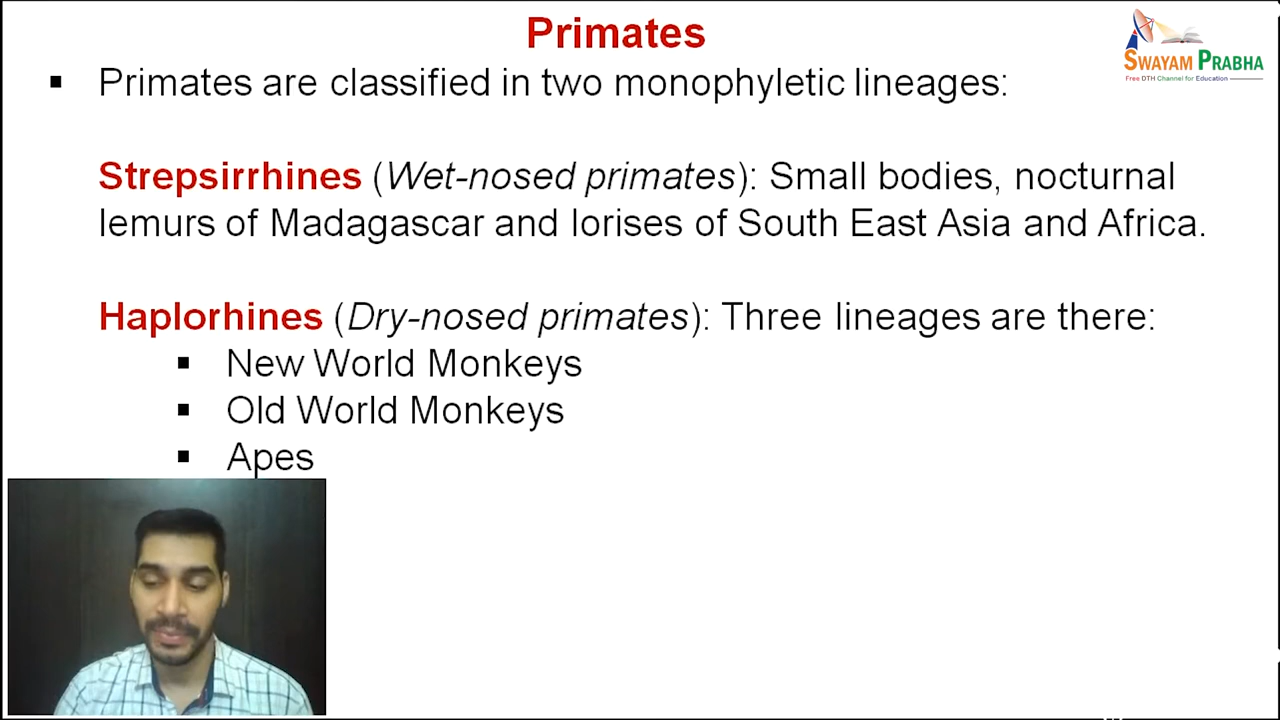 Primates
SWAYAM PRABHA
Free DTH Channel for Education
▪ Primates are classified in two monophyletic lineages:
Strepsirrhines (Wet-nosed primates): Small bodies, nocturnal
lemurs of Madagascar and lorises of South East Asia and Africa.
Haplorhines (Dry-nosed primates): Three lineages are there:
▪ New World Monkeys
▪ Old World Monkeys
▪ Apes